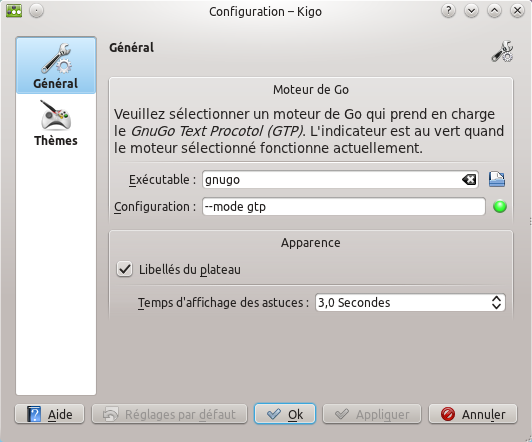 Configuration – Kigo
Général
Thèmes
Général
Moteur de Go
Veuillez sélectionner un moteur de Go qui prend en charge
le GnuGo Text Procotol (GTP). L'indicateur est au vert quand
le moteur sélectionné fonctionne actuellement.
Exécutable : gnugo
Configuration : --mode gtp
Apparence
Libellés du plateau
Temps d'affichage des astuces : 3,0 Secondes
Aide Réglages par défaut Ok Appliquer Annuler